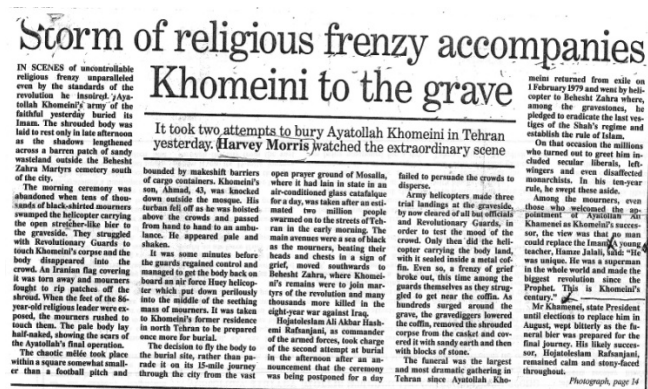 Storm of religious frenzy accompanies
Khomeini to the grave
It took two attempts to bury Ayatollah Khomeini in Tehran
yesterday. Harvey Morris watched the extraordinary scene
IN SCENES of uncontrollable
religious frenzy unparalleled
even by the standards of the
revolution he inspired, Aya-
tollah Khomeini's army of the
faithful yesterday buried its
Imam. The shrouded body was
laid to rest only in late afternoon
as the shadows lengthened
across a barren patch of sandy
wasteland outside the Behesht
Zahra Martyrs cemetery south
of the city.
The morning ceremony was
abandoned when tens of thou-
sands of black-shirted mourners
swamped the helicopter carrying
the open stretcher-like bier to
the graveside. They struggled
with Revolutionary Guards to
touch Khomeini's corpse and the
body disappeared into the
crowd. An Iranian flag covering
it was torn away and mourners
fought to rip patches off the
shroud. When the feet of the 86-
year-old religious leader were ex-
posed, the mourners rushed to
touch them. The pale body lay
half-naked, showing the scars of
the Ayatollah's final operation.
The chaotic mêlée took place
within a square somewhat small-
er than a football pitch and
bounded by makeshift barriers
of cargo containers. Khomeini's
son, Ahmad, 43, was knocked
down outside the mosque. His
turban fell off as he was hoisted
above the crowds and passed
from hand to hand to an ambu-
lance. He appeared pale and
shaken.
It was some minutes before
the guards regained control and
managed to get the body back on
board an air force Huey helicop-
ter which put down perilously
into the middle of the seething
mass of mourners. It was taken
to Khomeini's former residence
in north Tehran to be prepared
once more for burial.
The decision to fly the body to
the burial site, rather than pa-
rade it on its 15-mile journey
through the city from the vast
open prayer ground of Mosalla,
where it had lain in state in an
air-conditioned glass catafalque
for two days, was taken after an esti-
mated two million people
swarmed on to the streets of Teh-
ran in the early morning. The
main avenues were a sea of black
as the mourners, beating their
heads and chests in a sign of
grief, moved southwards to
Behesht Zahra, where Khomei-
ni's remains were to join mar-
tyrs of the revolution and many
thousands more killed in the
eight-year war against Iraq.
Hojatoleslam Ali Akbar Hash-
emi Rafsanjani, as commander
of the armed forces, took charge
of the second attempt at burial
in the afternoon after an an-
nouncement that the ceremony
was being postponed for a day
failed to persuade the crowds to
disperse.
Army helicopters made three
trial landings at the graveside,
by now cleared of all but officials
and Revolutionary Guards, in
order to test the mood of the
crowd. Only then did the heli-
copter carrying the body land,
with it sealed inside a metal cof-
fin. Even so, a frenzy of grief
broke out, this time among the
guards themselves as they strug-
gled to get near the coffin. As
hundreds surged around the
grave, the gravediggers lowered
the coffin, removed the shrouded
corpse from the casket and cov-
ered it with sandy earth and then
with blocks of stone.
The funeral was the largest
and most dramatic gathering in
Tehran since Ayatollah Kho-
meini returned from exile on
1 February 1979 and went by heli-
copter to Behesht Zahra where,
among the gravestones, he
pledged to eradicate the last ves-
tiges of the Shah's regime and
establish the rule of Islam.
On that occasion the millions
who turned out to greet him in-
cluded secular liberals, left-
wingers and even disaffected
monarchists. In his ten-year
rule, he swept these aside.
Among the mourners, even
those who welcomed the ap-
pointment of Ayatollah Ali
Khamenei as Khomeini's succes-
sor, the view was that no man
could replace the Imam. A young
teacher, Hamar Jalali, said: "He
was unique. He was a superman
in the whole world and made the
biggest revolution since the
Prophet. This is Khomeini's
century."
Mr Khamenei, state President
until elections to replace him in
August, wept bitterly as the fu-
neral bier was prepared for the
final journey. His likely succes-
sor, Hojatoleslam Rafsanjani,
remained calm and stony-faced
throughout.
Photograph, page 14